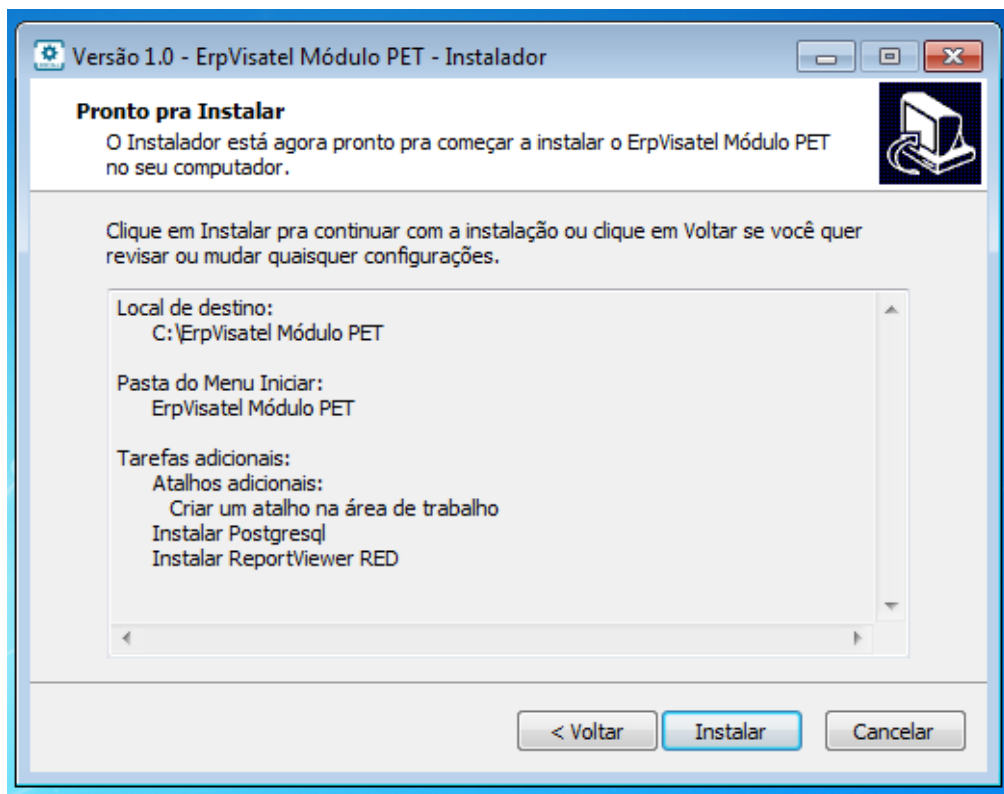 Versão 1.0 - ErpVisatel Módulo PET - Instalador
Pronto pra Instalar
O Instalador está agora pronto pra começar a instalar o ErpVisatel Módulo PET
no seu computador.
Clique em Instalar pra continuar com a instalação ou clique em Voltar se você quer
revisar ou mudar quaisquer configurações.
Local de destino:
C:\ErpVisatel Módulo PET
Pasta do Menu Iniciar:
ErpVisatel Módulo PET
Tarefas adicionais:
Atalhos adicionais:
Criar um atalho na área de trabalho
Instalar Postgresql
Instalar ReportViewer RED
< Voltar
Instalar
Cancelar